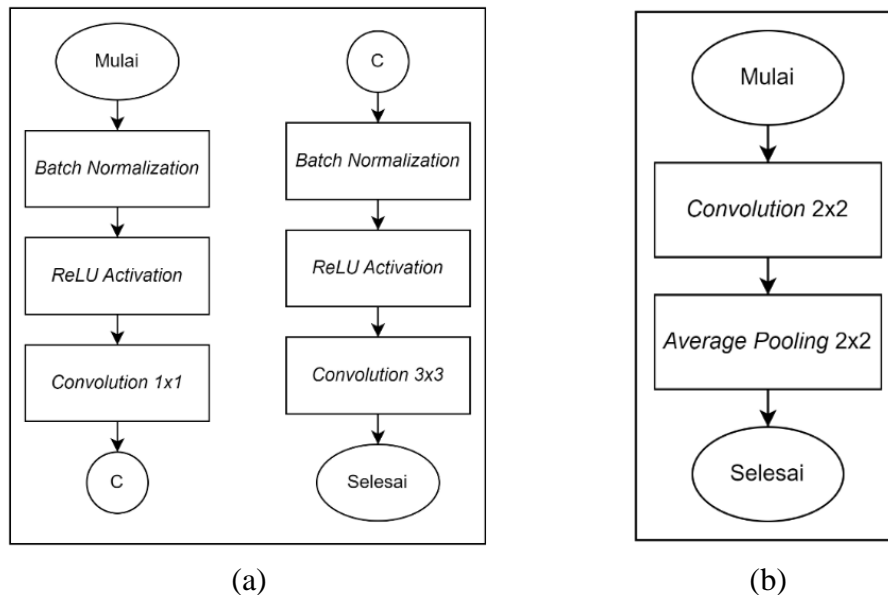 Mulai
Batch Normalization
ReLU Activation
Convolution 1x1
C
C
Batch Normalization
ReLU Activation
Convolution 3x3
Selesai
(a)
Mulai
Convolution 2x2
Average Pooling 2x2
Selesai
(b)